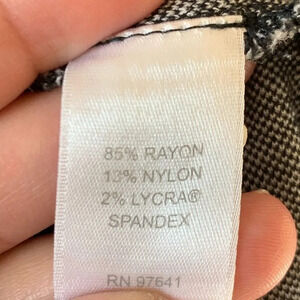 85% RAYON
13% NYLON
2% LYCRA®
SPANDEX
RN 97641